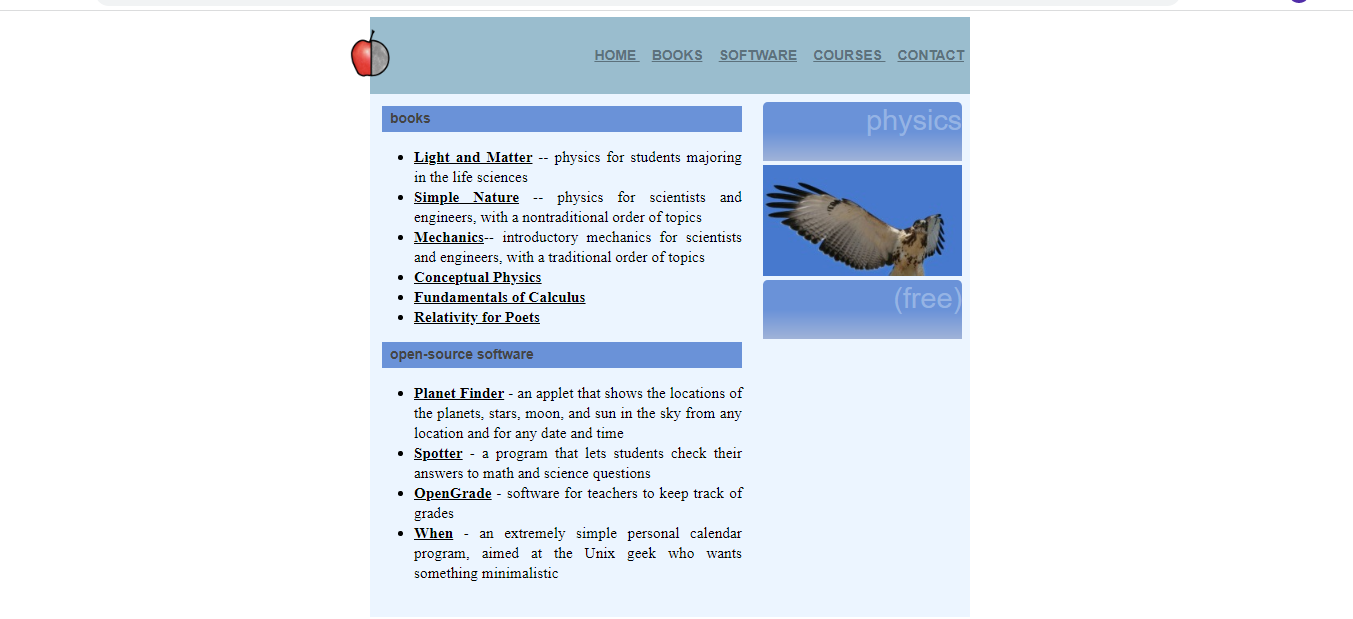 HOME BOOKS SOFTWARE COURSES CONTACT
books
Light and Matter -- physics for students majoring
in the life sciences
Simple Nature -- physics for scientists and
engineers, with a nontraditional order of topics
Mechanics-- introductory mechanics for scientists
and engineers, with a traditional order of topics
Conceptual Physics
Fundamentals of Calculus
Relativity for Poets
open-source software
Planet Finder - an applet that shows the locations of
the planets, stars, moon, and sun in the sky from any
location and for any date and time
Spotter - a program that lets students check their
answers to math and science questions
OpenGrade - software for teachers to keep track of
grades
When - an extremely simple personal calendar
program, aimed at the Unix geek who wants
something minimalistic
physics
(free)